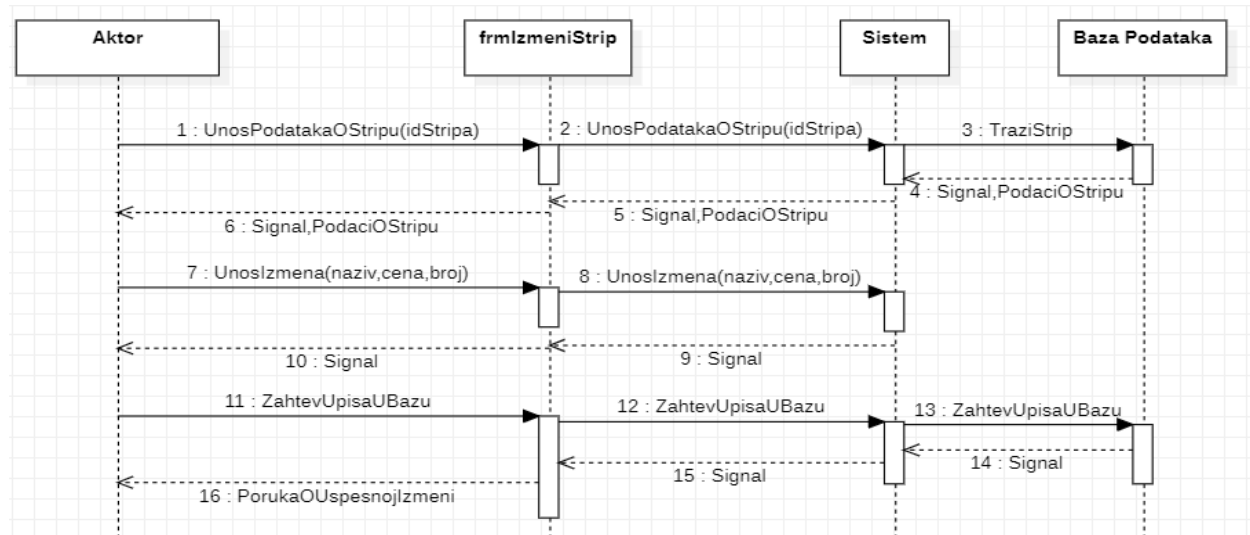 Aktor
frmIzmeniStrip
Sistem
Baza Podataka
1 : UnosPodatakaOStripu(idStripa)
2 : UnosPodatakaOStripu(idStripa)
3 : TraziStrip
4 : Signal,PodaciOStripu
5 : Signal,PodaciOStripu
6 : Signal,PodaciOStripu
7 : UnosIzmena(naziv,cena,broj)
8 : UnosIzmena(naziv,cena,broj)
9 : Signal
10 : Signal
11 : ZahtevUpisaUBazu
12 : ZahtevUpisaUBazu
13 : ZahtevUpisaUBazu
14 : Signal
15 : Signal
16 : PorukaOUspesnojIzmeni